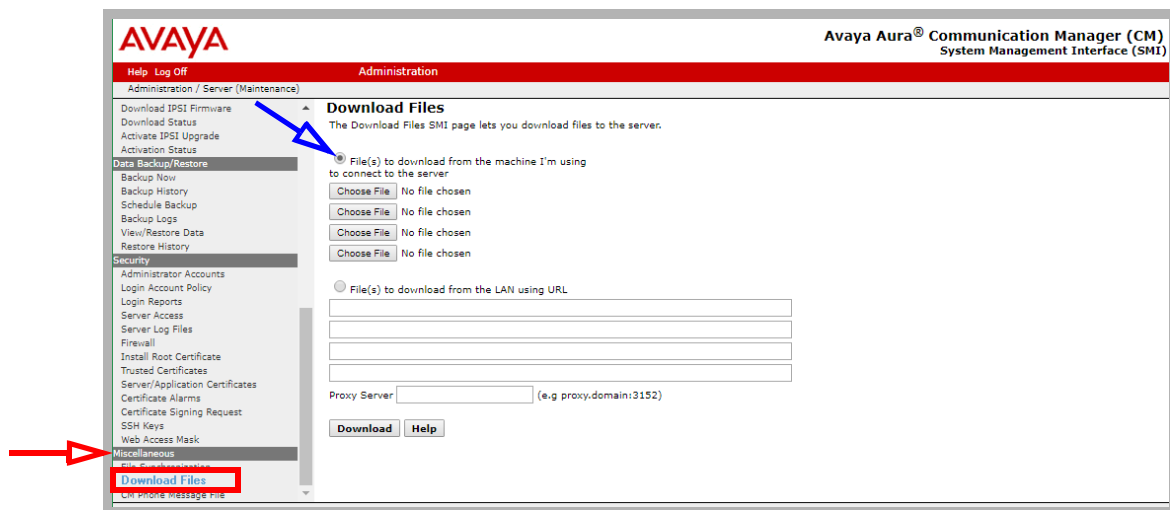 AVAYA
Avaya Aura® Communication Manager (CM)
System Management Interface (SMI)
Help Log Off
Administration
Administration / Server (Maintenance)
Download IPSI Firmware
Download Status
Activate IPSI Upgrade
Activation Status
Data Backup/Restore
Backup Now
Backup History
Schedule Backup
Backup Logs
View/Restore Data
Restore History
Security
Administrator Accounts
Login Account Policy
Login Reports
Server Access
Server Log Files
Firewall
Install Root Certificate
Trusted Certificates
Server/Application Certificates
Certificate Alarms
Certificate Signing Request
SSH Keys
Web Access Mask
Miscellaneous
File Synchronization
Download Files
CM Phone Message File
Download Files
The Download Files SMI page lets you download files to the server.
File(s) to download from the machine I'm using
to connect to the server
Choose File No file chosen
Choose File No file chosen
Choose File No file chosen
Choose File No file chosen
File(s) to download from the LAN using URL
Proxy Server (e.g proxy.domain:3152)
Download Help